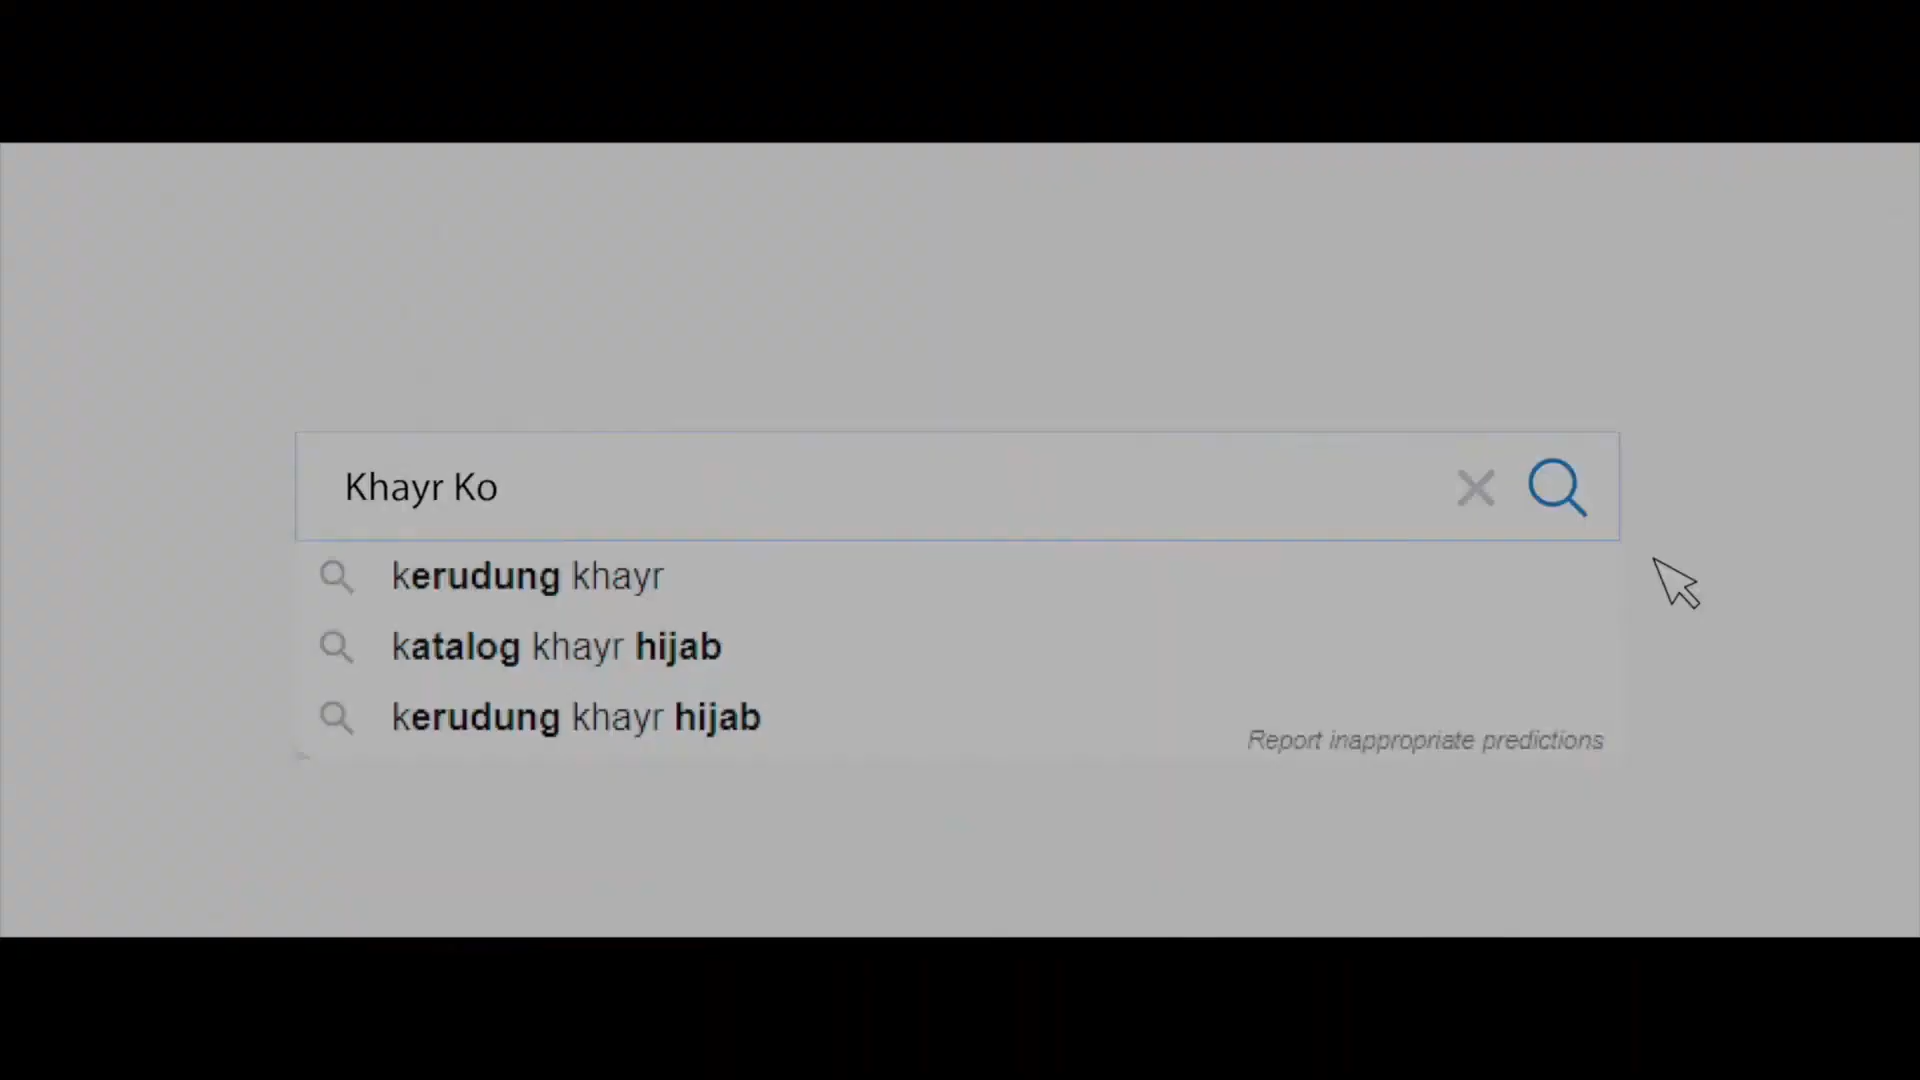 Khayr Ko
kerudung khayr
katalog khayr hijab
kerudung khayr hijab
Report inappropriate predictions